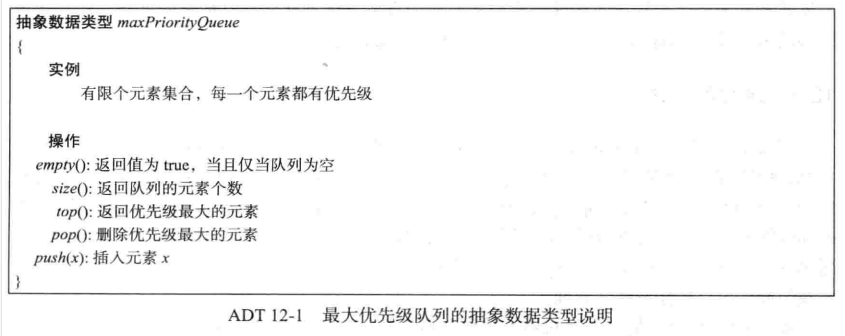 抽象数据类型 maxPriorityQueue
{
实例
有限个元素集合，每一个元素都有优先级
操作
empty(): 返回值为 true，当且仅当队列为空
size(): 返回队列的元素个数
top(): 返回优先级最大的元素
pop(): 删除优先级最大的元素
push(x): 插入元素 x
}
ADT 12-1 最大优先级队列的抽象数据类型说明